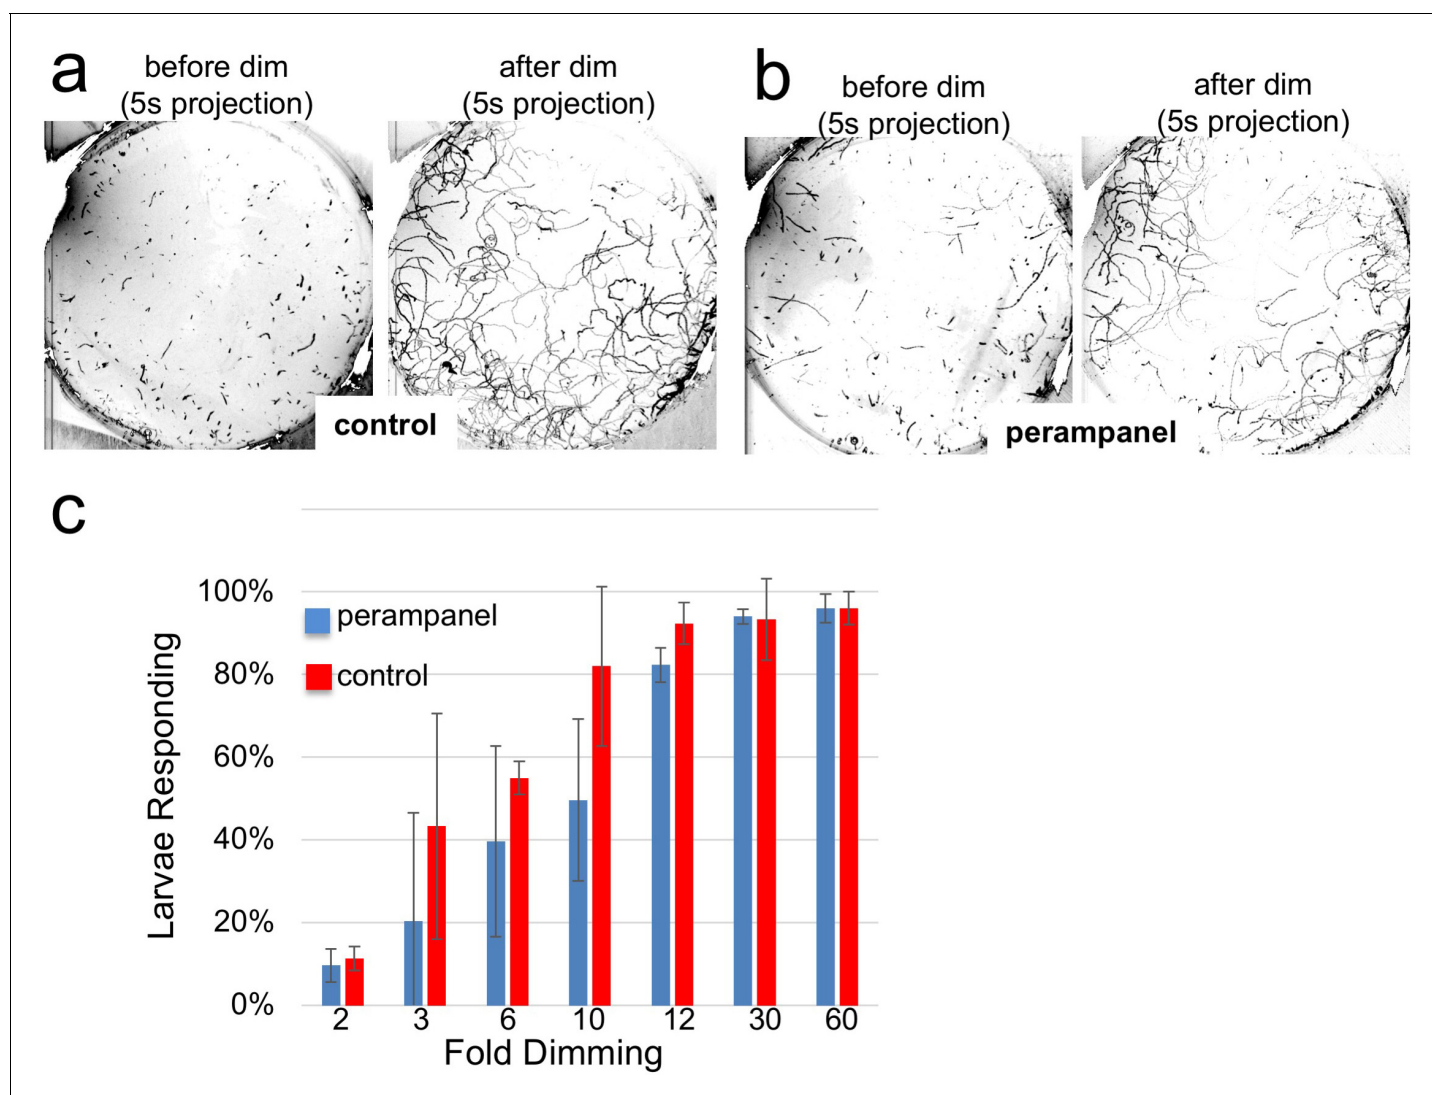 a
before dim
(5s projection)
after dim
(5s projection)
control
b
before dim
(5s projection)
after dim
(5s projection)
perampanel
c
Larvae Responding
100%
80%
60%
40%
20%
0%
perampanel
control
2 3 6 10 12 30 60
Fold Dimming